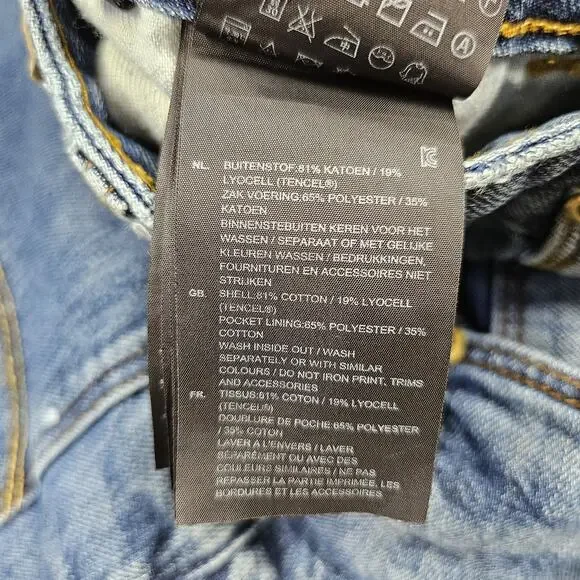 NL. BUITENSTOF:81% KATOEN / 19%
LYOCELL (TENCEL®)
ZAK VOERING:65% POLYESTER / 35%
KATOEN
BINNENSTEBUITEN KEREN VOOR HET
WASSEN / SEPARAAT OF MET GELIJKE
KLEUREN WASSEN / BEDRUKKINGEN,
FOURNITUREN EN ACCESSOIRES NIET
STRIJKEN
GB. SHELL:81% COTTON / 19% LYOCELL
(TENCEL®)
POCKET LINING:65% POLYESTER / 35%
COTTON
WASH INSIDE OUT / WASH
SEPARATELY OR WITH SIMILAR
COLOURS / DO NOT IRON PRINT, TRIMS
AND ACCESSORIES
FR. TISSUS:81% COTON / 19% LYOCELL
(TENCEL®)
DOUBLURE DE POCHE:65% POLYESTER
/ 35% COTON
LAVER A L'ENVERS / LAVER
SÉPARÉMENT OU AVEC DES
COULEURS SIMILAIRES / NE PAS
REPASSER LA PARTIE IMPRIMÉE, LES
BORDURES ET LES ACCESSOIRES